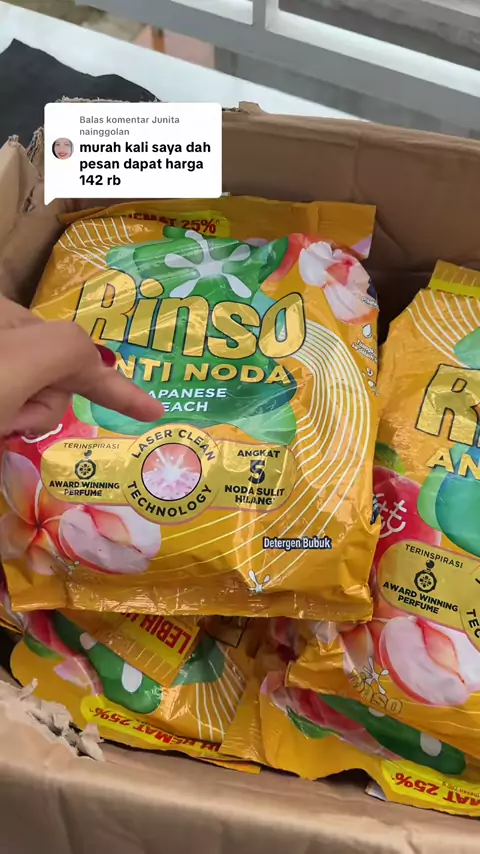 Balas komentar Junita
nainggolan
murah kali saya dah
pesan dapat harga
142 rb
HEMAT 25%
Rinso
ANTI NODA
JAPANESE
PEACH
LASER CLEAN
TECHNOLOGY
TERINSPIRASI
AWARD WINNING
PERFUME
ANGKAT
5
NODA SULIT
HILANG
Detergen Bubuk
TERINSPIRASI
AWARD WINNING
PERFUME
LEBIH
HEMAT 25%
Rinso
25%